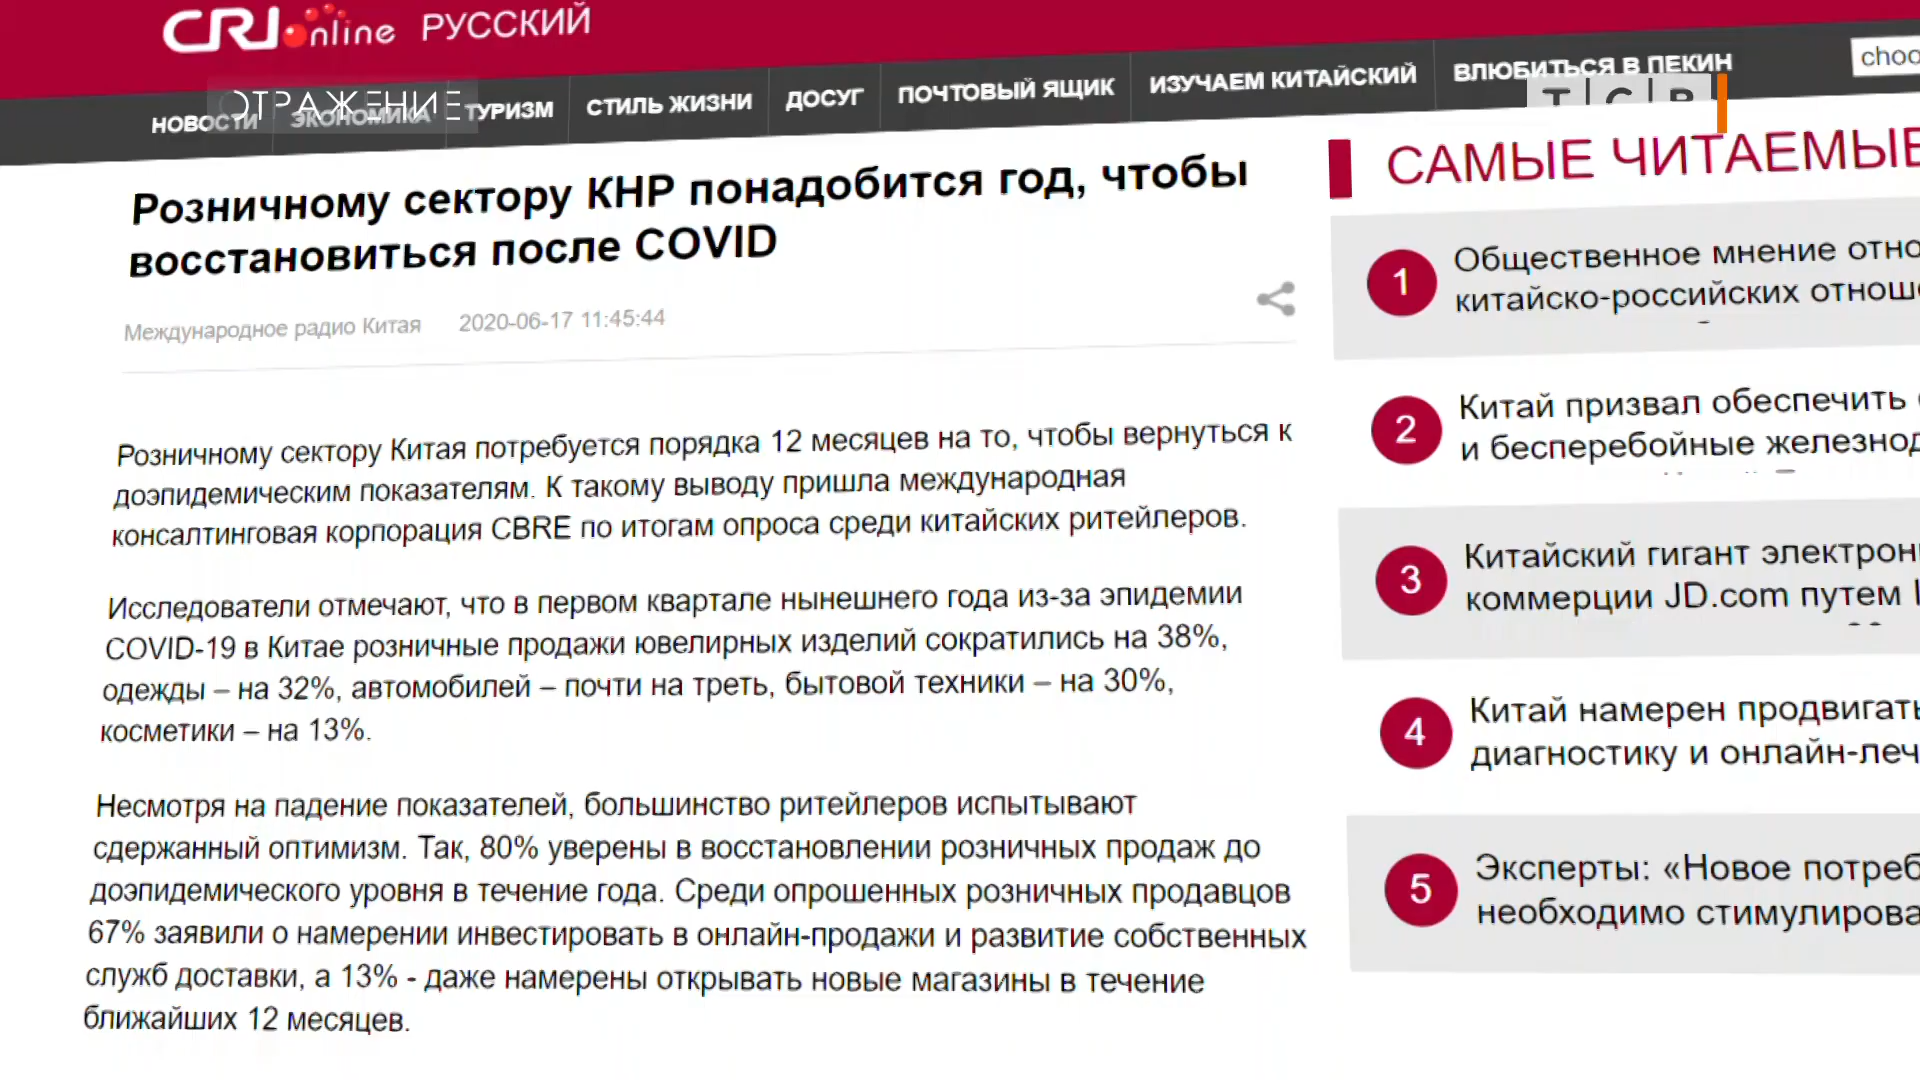 CRI online РУССКИЙ
НОВОСТИ ЭКОНОМИКА ТУРИЗМ СТИЛЬ ЖИЗНИ ДОСУГ ПОЧТОВЫЙ ЯЩИК ИЗУЧАЕМ КИТАЙСКИЙ ВЛЮБИТЬСЯ В ПЕКИН
ОТРАЖЕНИЕ
Розничному сектору КНР понадобится год, чтобы
восстановиться после COVID
Международное радио Китая 2020-06-17 11:45:44
Розничному сектору Китая потребуется порядка 12 месяцев на то, чтобы вернуться к
доэпидемическим показателям. К такому выводу пришла международная
консалтинговая корпорация CBRE по итогам опроса среди китайских ритейлеров.
Исследователи отмечают, что в первом квартале нынешнего года из-за эпидемии
COVID-19 в Китае розничные продажи ювелирных изделий сократились на 38%,
одежды – на 32%, автомобилей – почти на треть, бытовой техники – на 30%,
косметики – на 13%.
Несмотря на падение показателей, большинство ритейлеров испытывают
сдержанный оптимизм. Так, 80% уверены в восстановлении розничных продаж до
доэпидемического уровня в течение года. Среди опрошенных розничных продавцов
67% заявили о намерении инвестировать в онлайн-продажи и развитие собственных
служб доставки, а 13% - даже намерены открывать новые магазины в течение
ближайших 12 месяцев.
САМЫЕ ЧИТАЕМЫЕ
1 Общественное мнение отно
китайско-российских отнош
2 Китай призвал обеспечить
и бесперебойные железнод
3 Китайский гигант электрон
коммерции JD.com путем
4 Китай намерен продвигать
диагностику и онлайн-леч
5 Эксперты: «Новое потреб
необходимо стимулирова